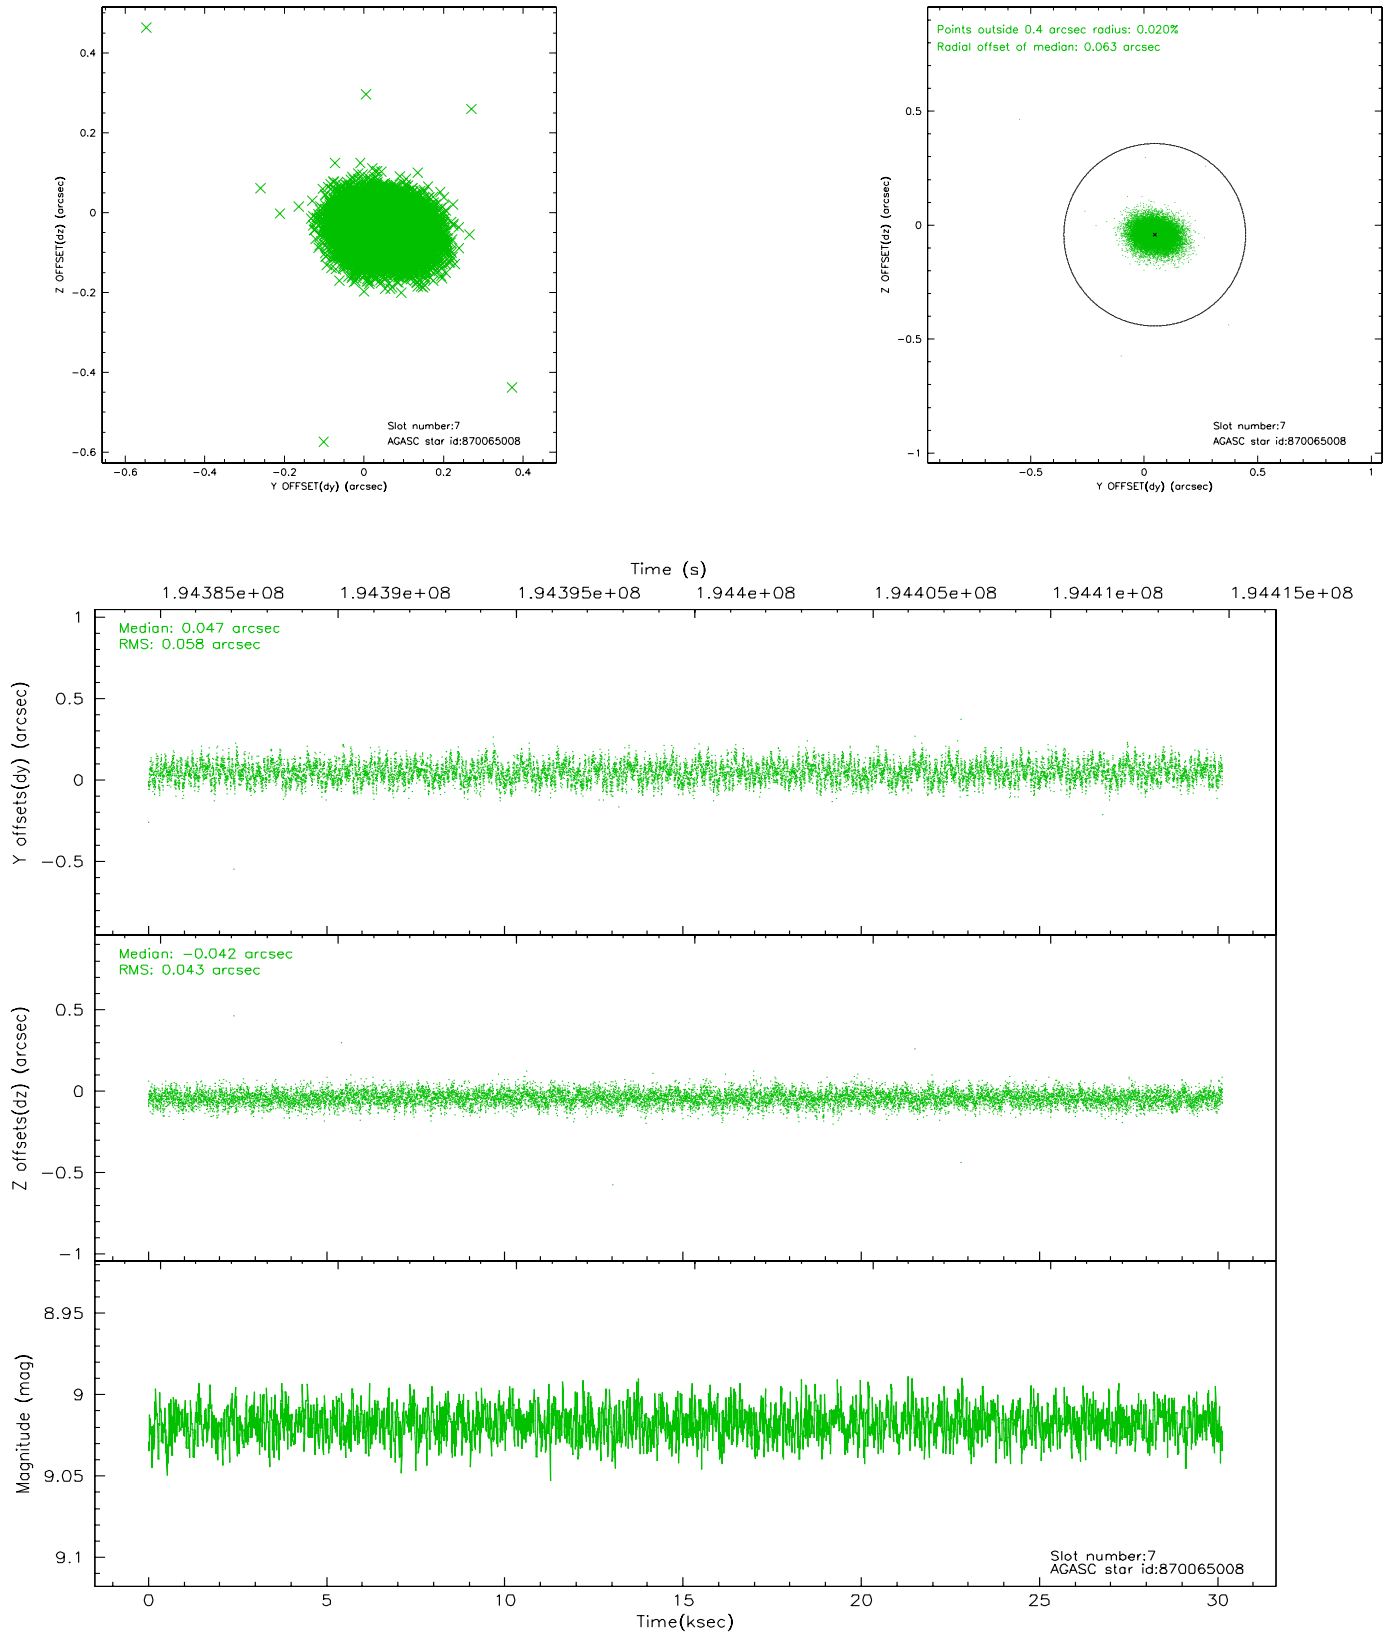 0.4
0.2
0
−0.2
−0.4
−0.6
Z OFFSET(dz) (arcsec)
Slot number:7
AGASC star id:870065008
−0.6 −0.4 −0.2 0 0.2 0.4
Y OFFSET(dy) (arcsec)
Points outside 0.4 arcsec radius: 0.020%
Radial offset of median: 0.063 arcsec
0.5
0
−0.5
−1
Z OFFSET(dz) (arcsec)
Slot number:7
AGASC star id:870065008
−0.5 0 0.5 1
Y OFFSET(dy) (arcsec)
Time (s)
1.94385e+08 1.9439e+08 1.94395e+08 1.944e+08 1.94405e+08 1.9441e+08 1.94415e+08
Median: 0.047 arcsec
RMS: 0.058 arcsec
1
0.5
0
−0.5
Y offsets(dy) (arcsec)
Median: −0.042 arcsec
RMS: 0.043 arcsec
0.5
0
−0.5
−1
Z offsets(dz) (arcsec)
8.95
9
9.05
9.1
Magnitude (mag)
Slot number:7
AGASC star id:870065008
0 5 10 15 20 25 30
Time(ksec)